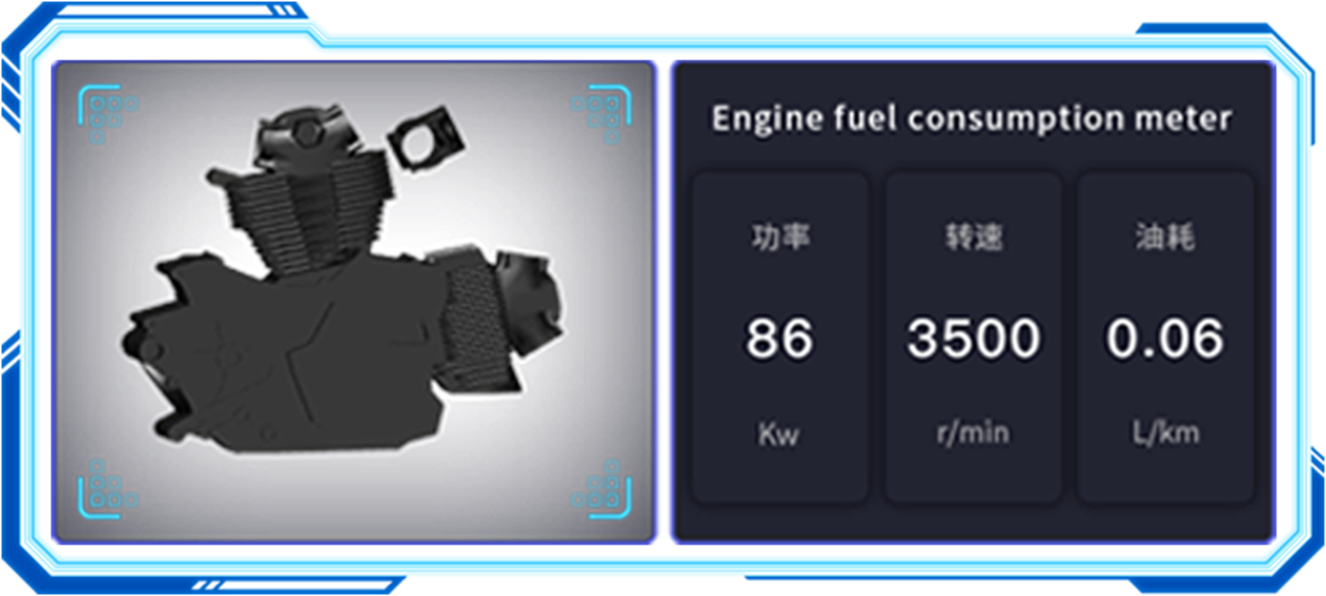 Engine fuel consumption meter
功率
转速
油耗
86
3500
0.06
Kw
r/min
L/km